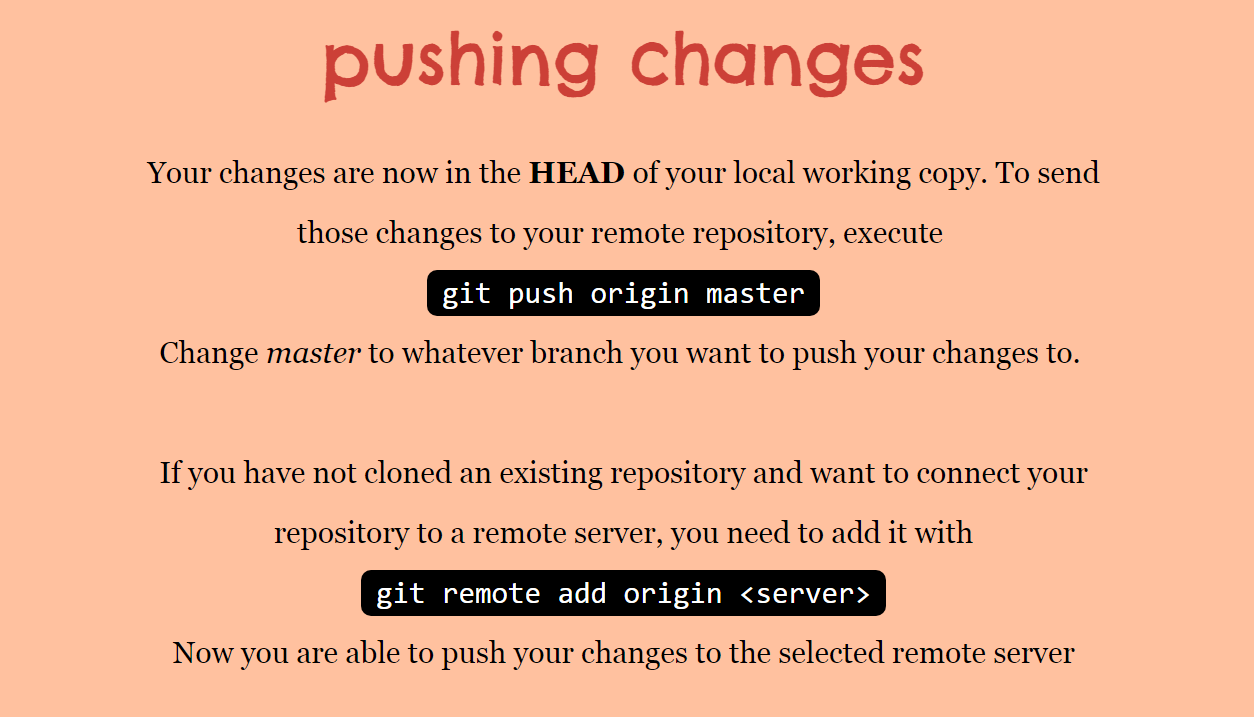 pushing changes
Your changes are now in the HEAD of your local working copy. To send
those changes to your remote repository, execute
git push origin master
Change master to whatever branch you want to push your changes to.
If you have not cloned an existing repository and want to connect your
repository to a remote server, you need to add it with
git remote add origin <server>
Now you are able to push your changes to the selected remote server